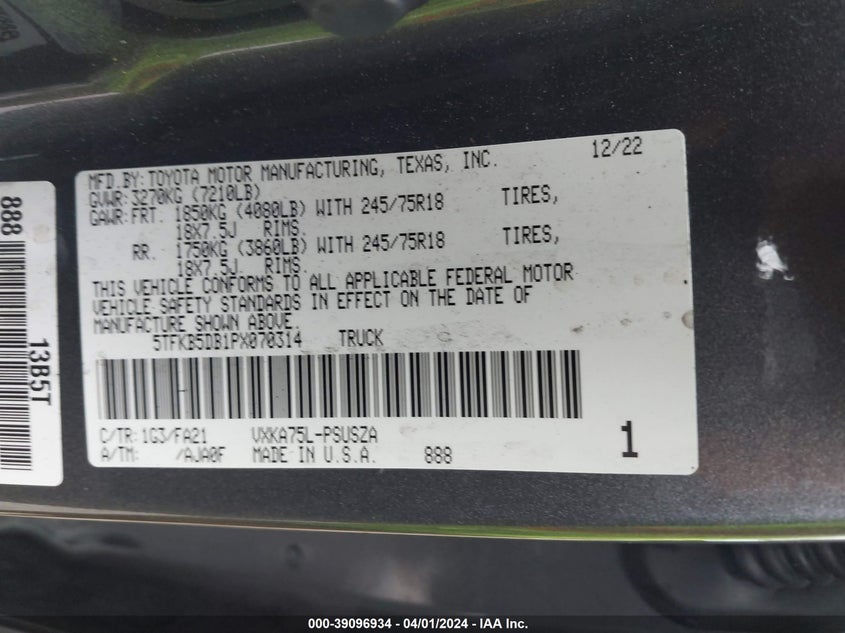 MFD.BY:TOYOTA MOTOR MANUFACTURING, TEXAS, INC. 12/22
GVWR:3270KG (7210LB)
GAWR:FRT. 1850KG (4080LB) WITH 245/75R18 TIRES,
18X7.5J RIMS.
RR. 1750KG (3860LB) WITH 245/75R18 TIRES,
18X7.5J. RIMS.
THIS VEHICLE CONFORMS TO ALL APPLICABLE FEDERAL MOTOR
VEHICLE SAFETY STANDARDS IN EFFECT ON THE DATE OF
MANUFACTURE SHOWN ABOVE.
5TFKB5DB1PX070314 TRUCK
C/TR:1G3/FA21 VXKA75L-PSUSZA
A/TM: /AJA0F MADE IN U.S.A. 888
1
888
13B5T
000-39096934 - 04/01/2024 - IAA Inc.